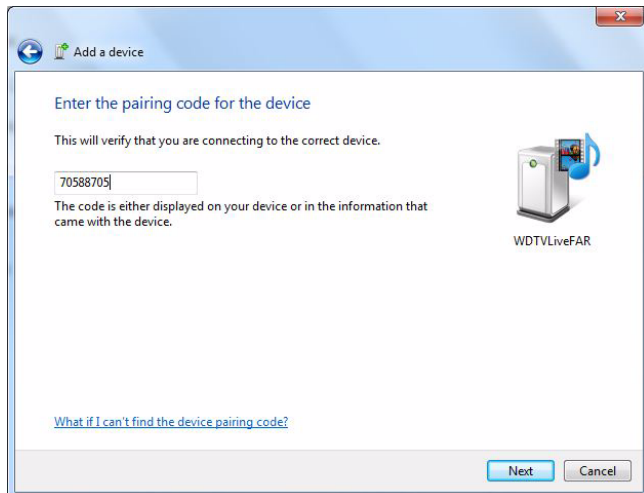 Add a device
Enter the pairing code for the device
This will verify that you are connecting to the correct device.
70588705
The code is either displayed on your device or in the information that
came with the device.
WDTVLiveFAR
What if I can't find the device pairing code?
Next
Cancel